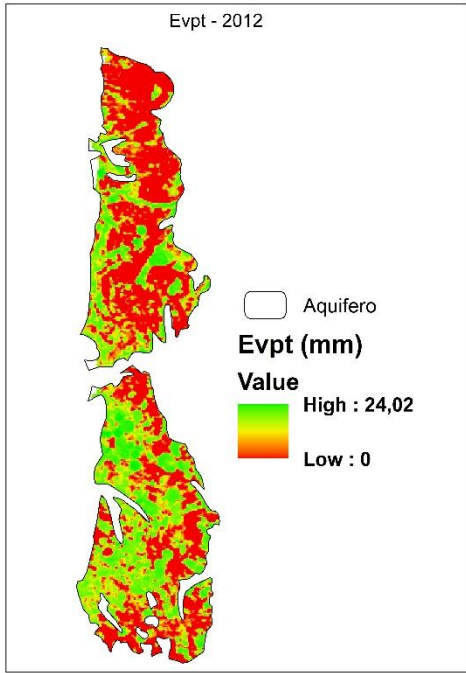 Evpt - 2012
Aquifero
Evpt (mm)
Value
High : 24,02
Low : 0